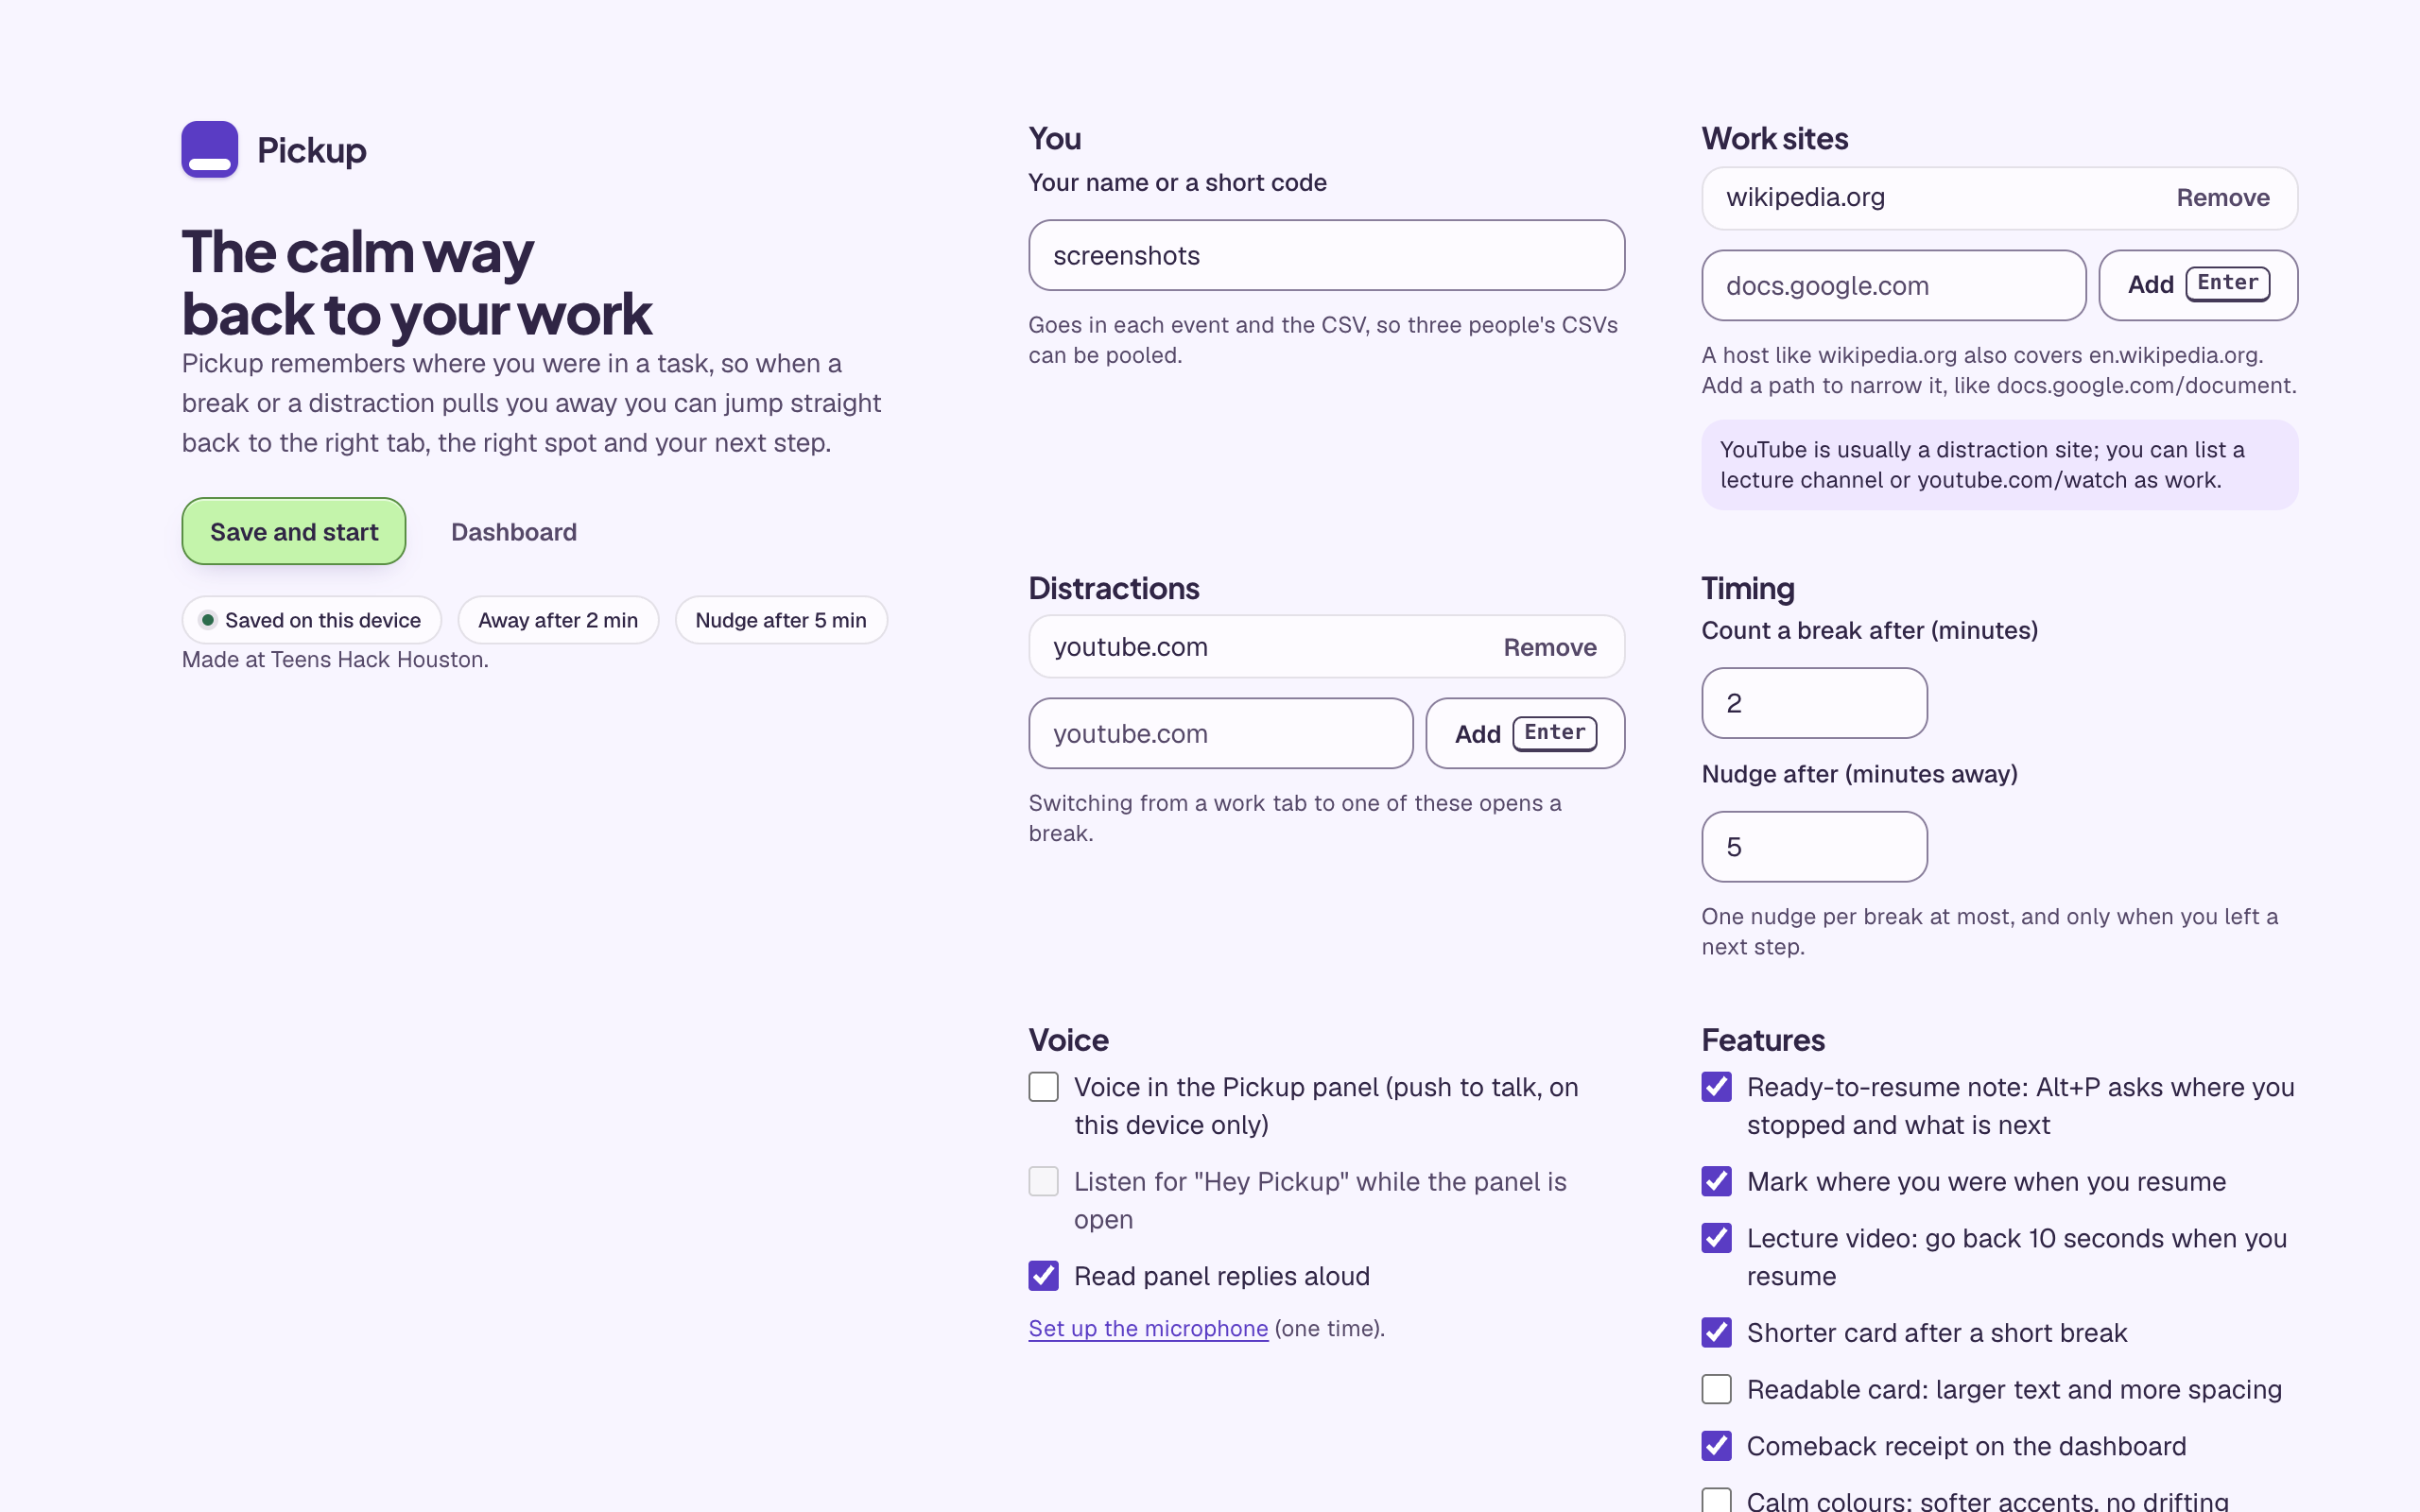 Pickup
The calm way
back to your work
Pickup remembers where you were in a task, so when a
break or a distraction pulls you away you can jump straight
back to the right tab, the right spot and your next step.
Save and start
Dashboard
Saved on this device
Away after 2 min
Nudge after 5 min
Made at Teens Hack Houston.
You
Your name or a short code
screenshots
Goes in each event and the CSV, so three people's CSVs
can be pooled.
Work sites
wikipedia.org
Remove
docs.google.com
Add Enter
A host like wikipedia.org also covers en.wikipedia.org.
Add a path to narrow it, like docs.google.com/document.
YouTube is usually a distraction site; you can list a
lecture channel or youtube.com/watch as work.
Distractions
youtube.com
Remove
youtube.com
Add Enter
Switching from a work tab to one of these opens a
break.
Timing
Count a break after (minutes)
2
Nudge after (minutes away)
5
One nudge per break at most, and only when you left a
next step.
Voice
Voice in the Pickup panel (push to talk, on
this device only)
Listen for "Hey Pickup" while the panel is
open
Read panel replies aloud
Set up the microphone (one time).
Features
Ready-to-resume note: Alt+P asks where you
stopped and what is next
Mark where you were when you resume
Lecture video: go back 10 seconds when you
resume
Shorter card after a short break
Readable card: larger text and more spacing
Comeback receipt on the dashboard
Calm colours: softer accents, no drifting